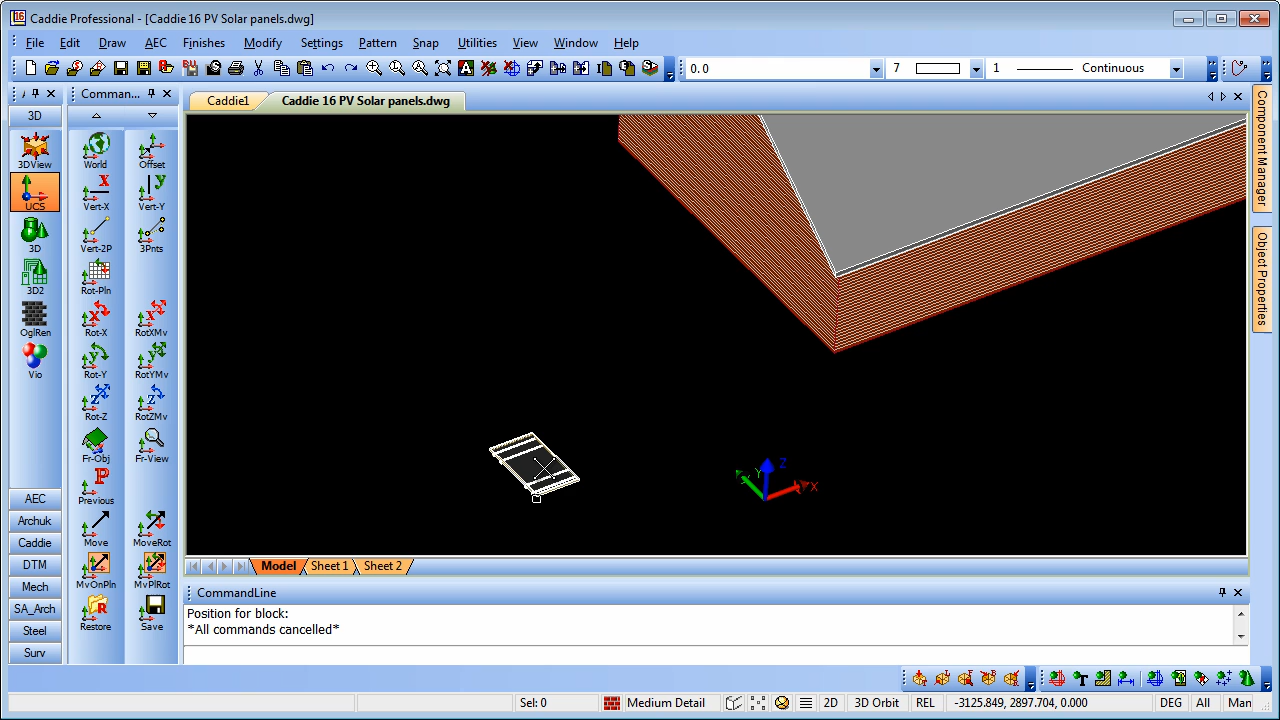 Caddie Professional - [Caddie 16 PV Solar panels.dwg]
File Edit Draw AEC Finishes Modify Settings Pattern Snap Utilities View Window Help
0. 0 7 1 Continuous
Comman...
Caddie1 Caddie 16 PV Solar panels.dwg
3D
3DView World Offset
UCS Vert-X Vert-Y
3D Vert-2P 3Pnts
3D2 Rot-Pln
OglRen Rot-X RotXMv
Vio Rot-Y RotYMv
Rot-Z RotZMv
Fr-Obj Fr-View
Previous
Move MoveRot
MvOnPln MvPlRot
Restore Save
AEC
Archuk
Caddie
DTM
Mech
SA_Arch
Steel
Surv
Component Manager
Object Properties
Z
Y
X
Model Sheet 1 Sheet 2
CommandLine
Position for block:
*All commands cancelled*
Sel: 0 Medium Detail 2D 3D Orbit REL -3125.849, 2897.704, 0.000 DEG All Man